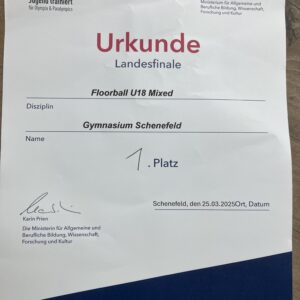 Jugend trainiert
für Olympia & Paralympics
Ministerium für Allgemeine und
Berufliche Bildung, Wissenschaft,
Forschung und Kultur
Urkunde
Landesfinale
Floorball U18 Mixed
Disziplin
Gymnasium Schenefeld
Name
1. Platz
Schenefeld, den 25.03.2025Ort, Datum
Karin Prien
Die Ministerin für Allgemeine und
Berufliche Bildung, Wissenschaft,
Forschung und Kultur